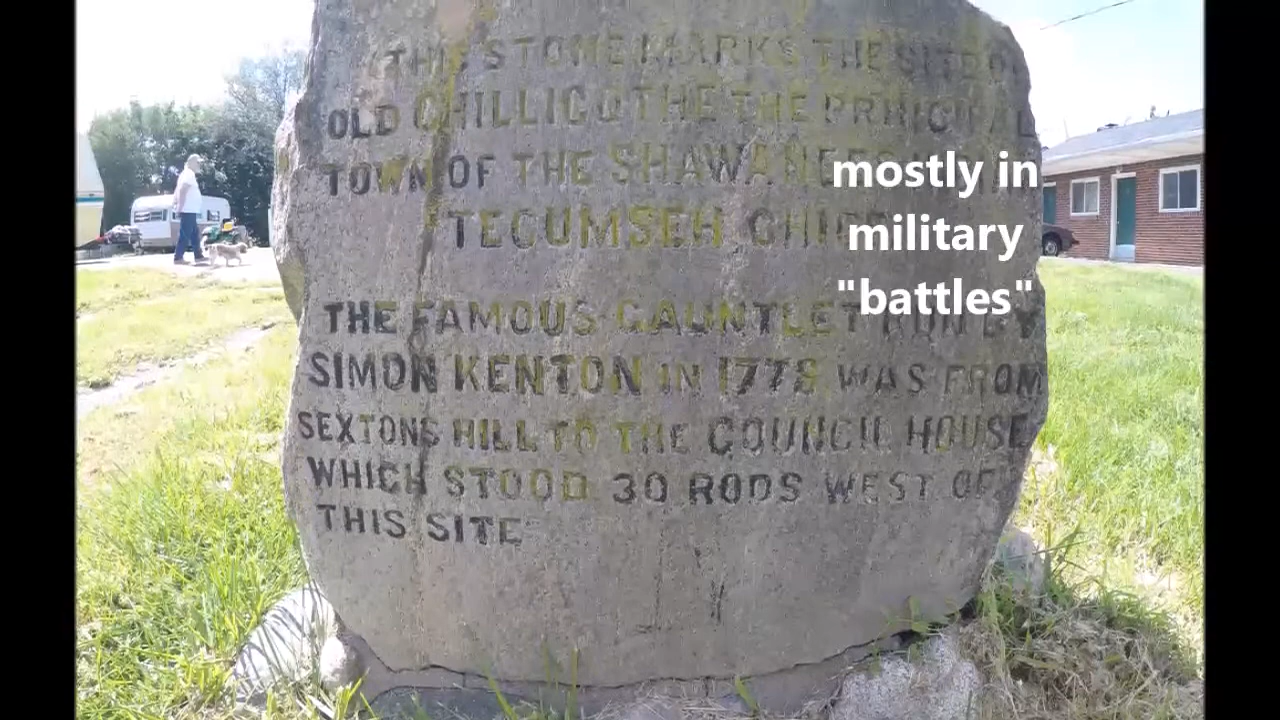 THIS STONE MARKS THE SITE OF
OLD CHILLICOTHE THE PRINCIPAL
TOWN OF THE SHAWANEES
TECUMSEH
THE FAMOUS GAUNTLET RUN BY
SIMON KENTON IN 1778 WAS FROM
SEXTONS HILL TO THE COUNCIL HOUSE
WHICH STOOD 30 RODS WEST OF
THIS SITE
mostly in
military
"battles"